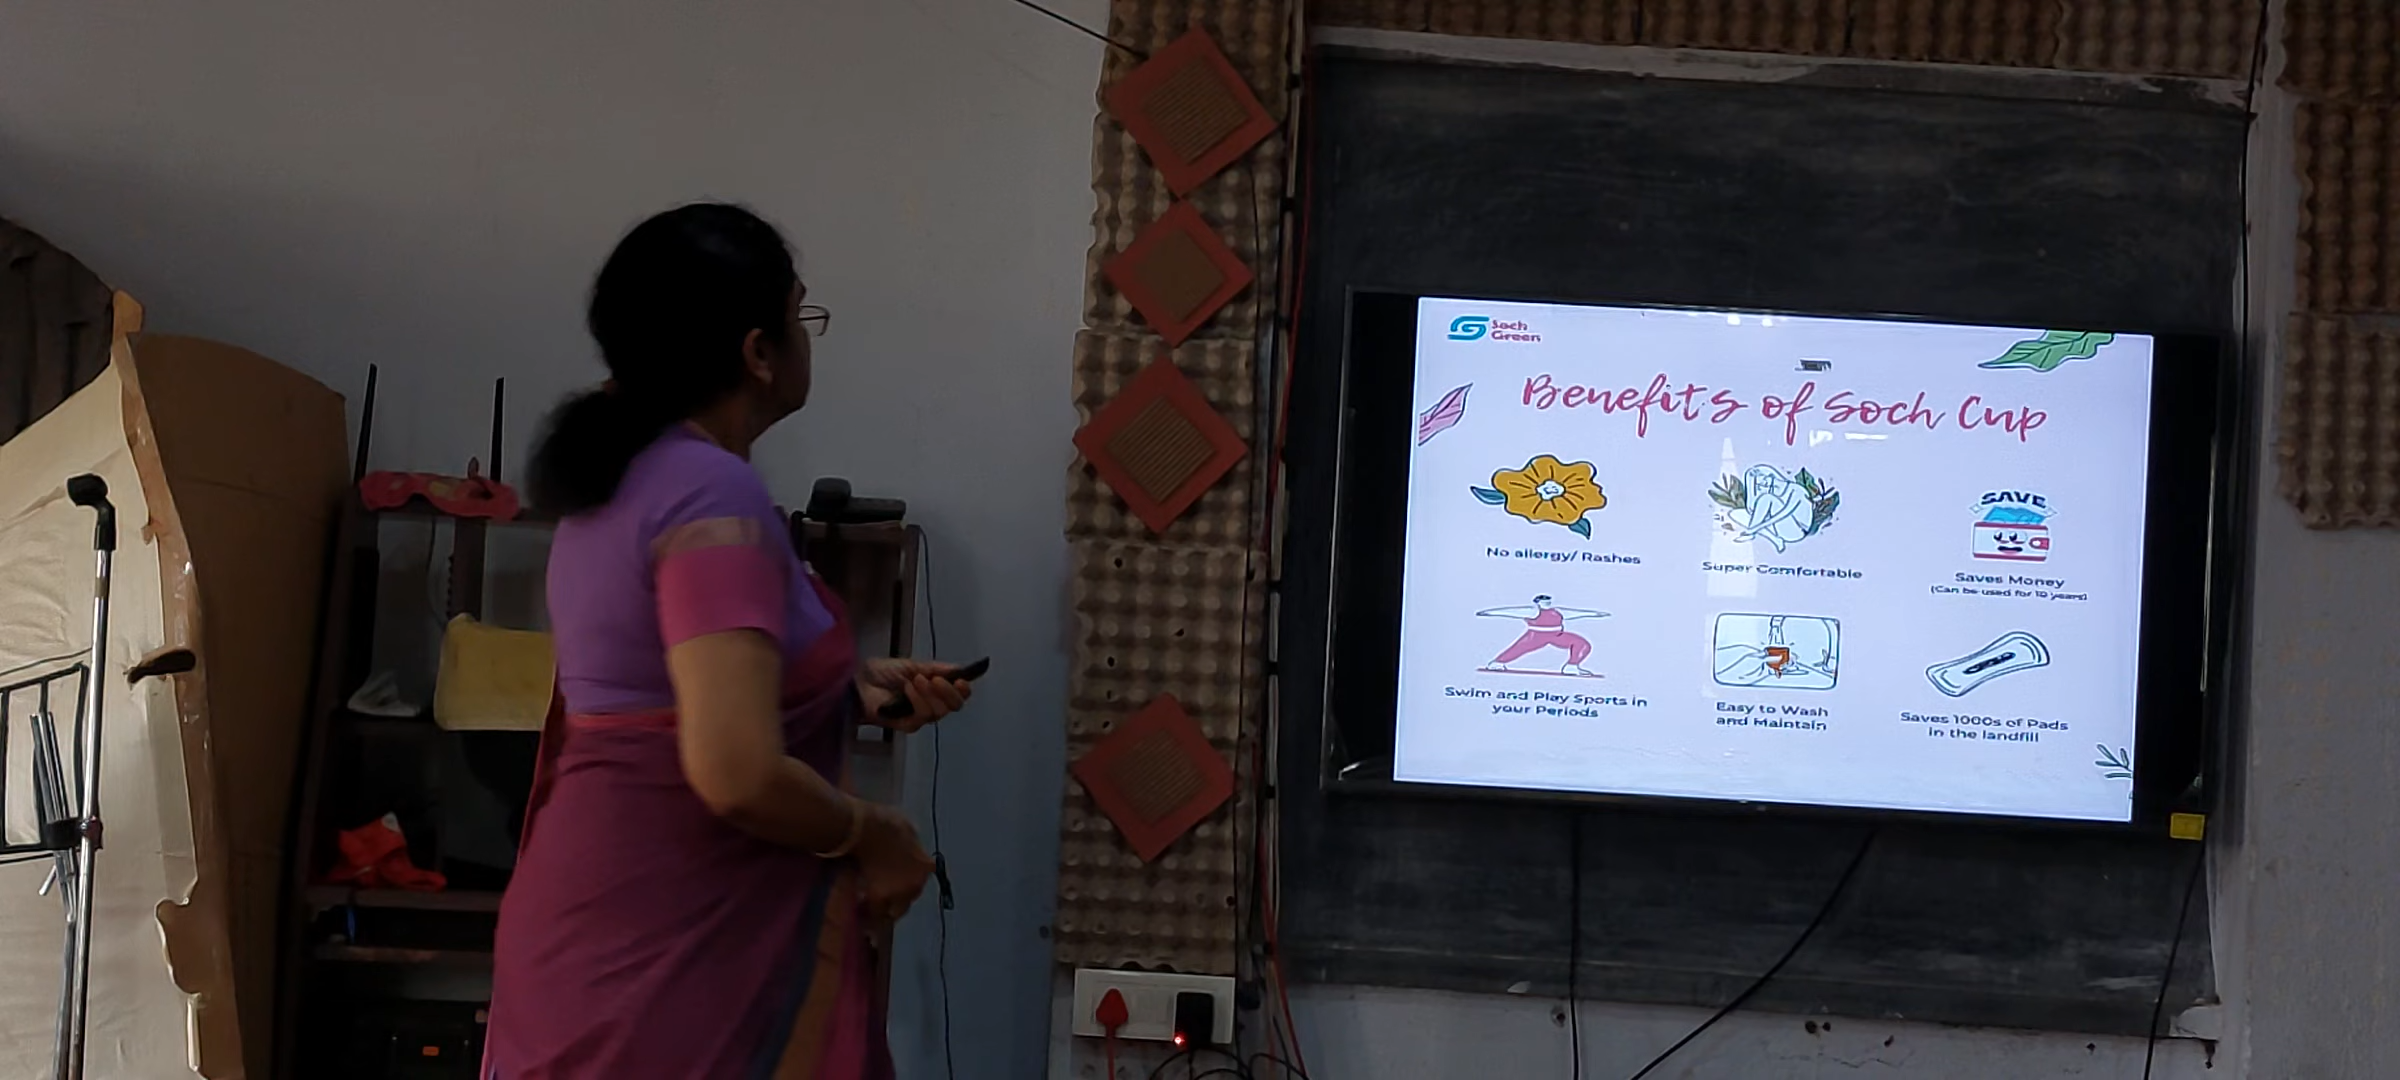 Soch
Green
Benefits of Soch Cup
No allergy/ Rashes
Super Comfortable
SAVE
Saves Money
(Can be used for 10 years)
Swim and Play Sports in
your Periods
Easy to Wash
and Maintain
Saves 1000s of Pads
in the landfill